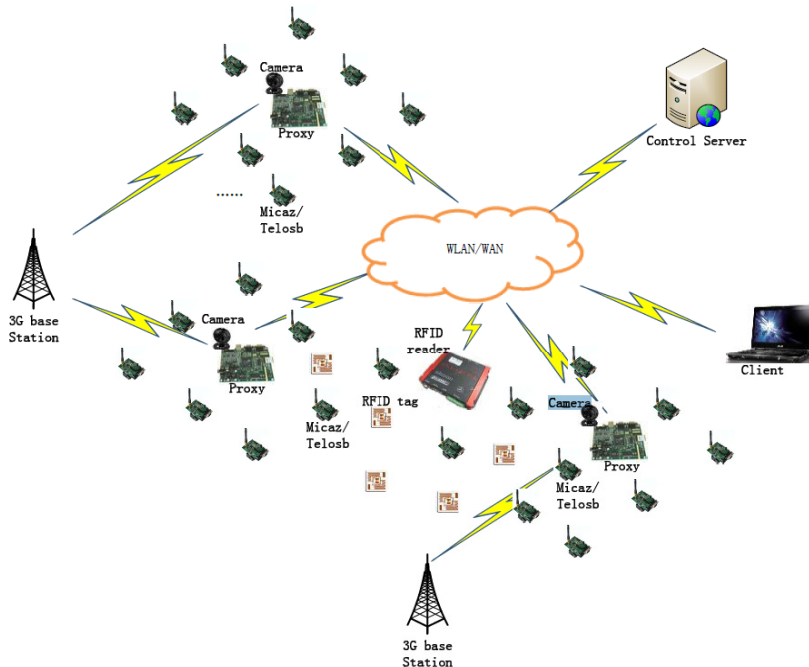 Camera
Proxy
Control Server
......
Micaz/
Telosb
WLAN/WAN
3G base
Station
Camera
Proxy
RFID
reader
Client
RFID tag
Camera
Micaz/
Telosb
Proxy
Micaz/
Telosb
3G base
Station